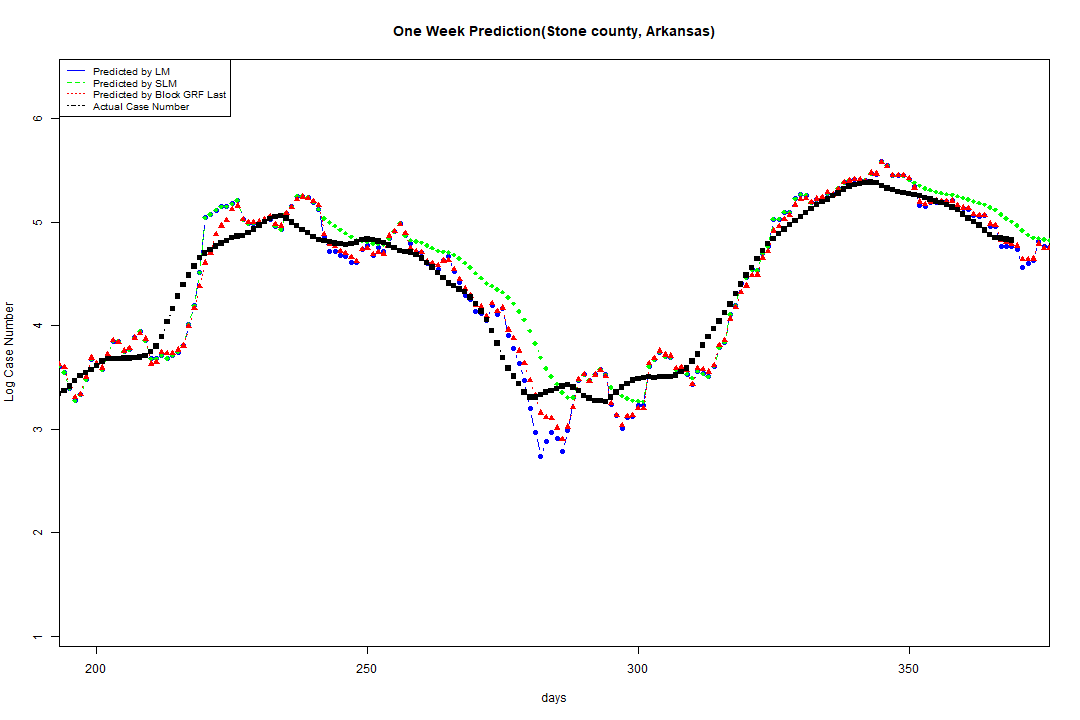 One Week Prediction(Stone county, Arkansas)
Predicted by LM
Predicted by SLM
Predicted by Block GRF Last
Actual Case Number
Log Case Number
6
5
4
3
2
1
200 250 300 350
days